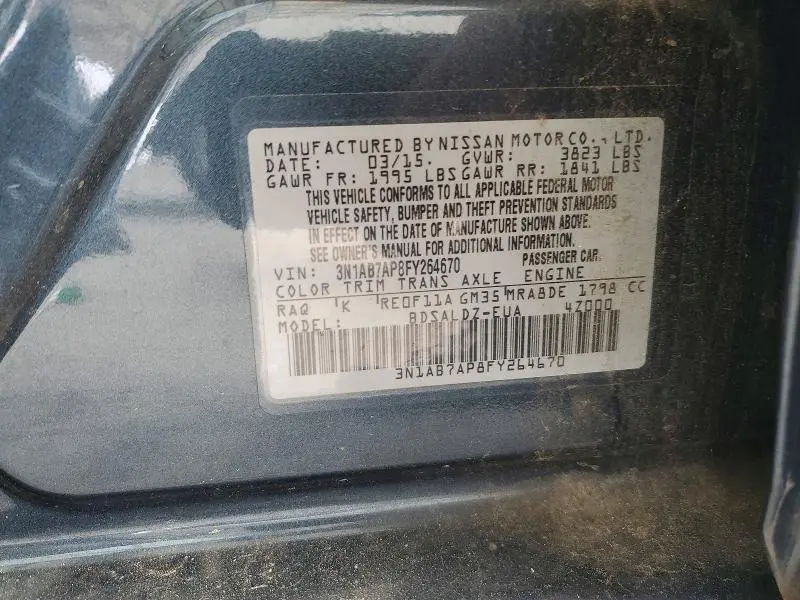 MANUFACTURED BY NISSAN MOTOR CO., LTD.
DATE: 03/15. GVWR: 3823 LBS
GAWR FR: 1995 LBS GAWR RR: 1841 LBS
THIS VEHICLE CONFORMS TO ALL APPLICABLE FEDERAL MOTOR
VEHICLE SAFETY, BUMPER AND THEFT PREVENTION STANDARDS
IN EFFECT ON THE DATE OF MANUFACTURE SHOWN ABOVE.
SEE OWNER'S MANUAL FOR ADDITIONAL INFORMATION.
VIN: 3N1AB7AP8FY264670 PASSENGER CAR.
COLOR TRIM TRANS AXLE ENGINE
RAQ K RE0F11A GM35 MRA8DE 1798 CC
MODEL: BDSALDZ-EUA 4Z000
3N1AB7AP8FY264670